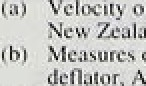 (a) Velocity o
New Zeala
(b) Measures
deflator, A